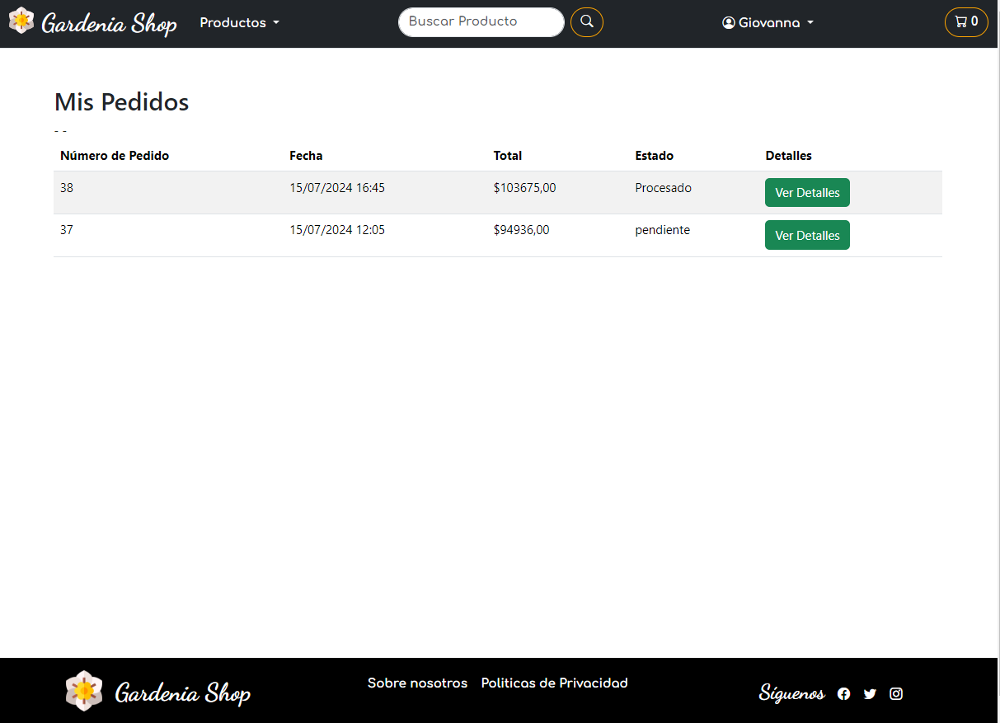 Gardenia Shop Productos Buscar Producto Giovanna 0
Mis Pedidos
- -
Número de Pedido Fecha Total Estado Detalles
38 15/07/2024 16:45 $103675,00 Procesado Ver Detalles
37 15/07/2024 12:05 $94936,00 pendiente Ver Detalles
Gardenia Shop Sobre nosotros Politicas de Privacidad Síguenos